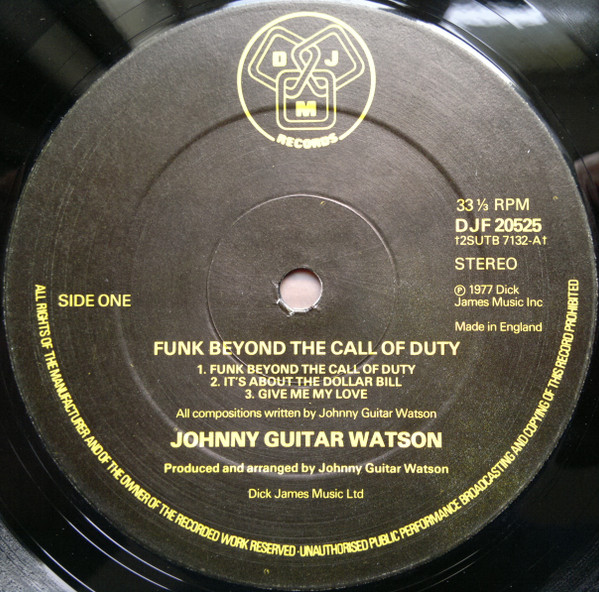 D J
M
RECORDS
33 ⅓ RPM
DJF 20525
†2SUTB 7132-A†
STEREO
SIDE ONE
℗ 1977 Dick
James Music Inc
Made in England
FUNK BEYOND THE CALL OF DUTY
1. FUNK BEYOND THE CALL OF DUTY
2. IT'S ABOUT THE DOLLAR BILL
3. GIVE ME MY LOVE
All compositions written by Johnny Guitar Watson
JOHNNY GUITAR WATSON
Produced and arranged by Johnny Guitar Watson
Dick James Music Ltd
ALL RIGHTS OF THE MANUFACTURER AND OF THE OWNER OF THE RECORDED WORK RESERVED · UNAUTHORISED PUBLIC PERFORMANCE BROADCASTING AND COPYING OF THIS RECORD PROHIBITED